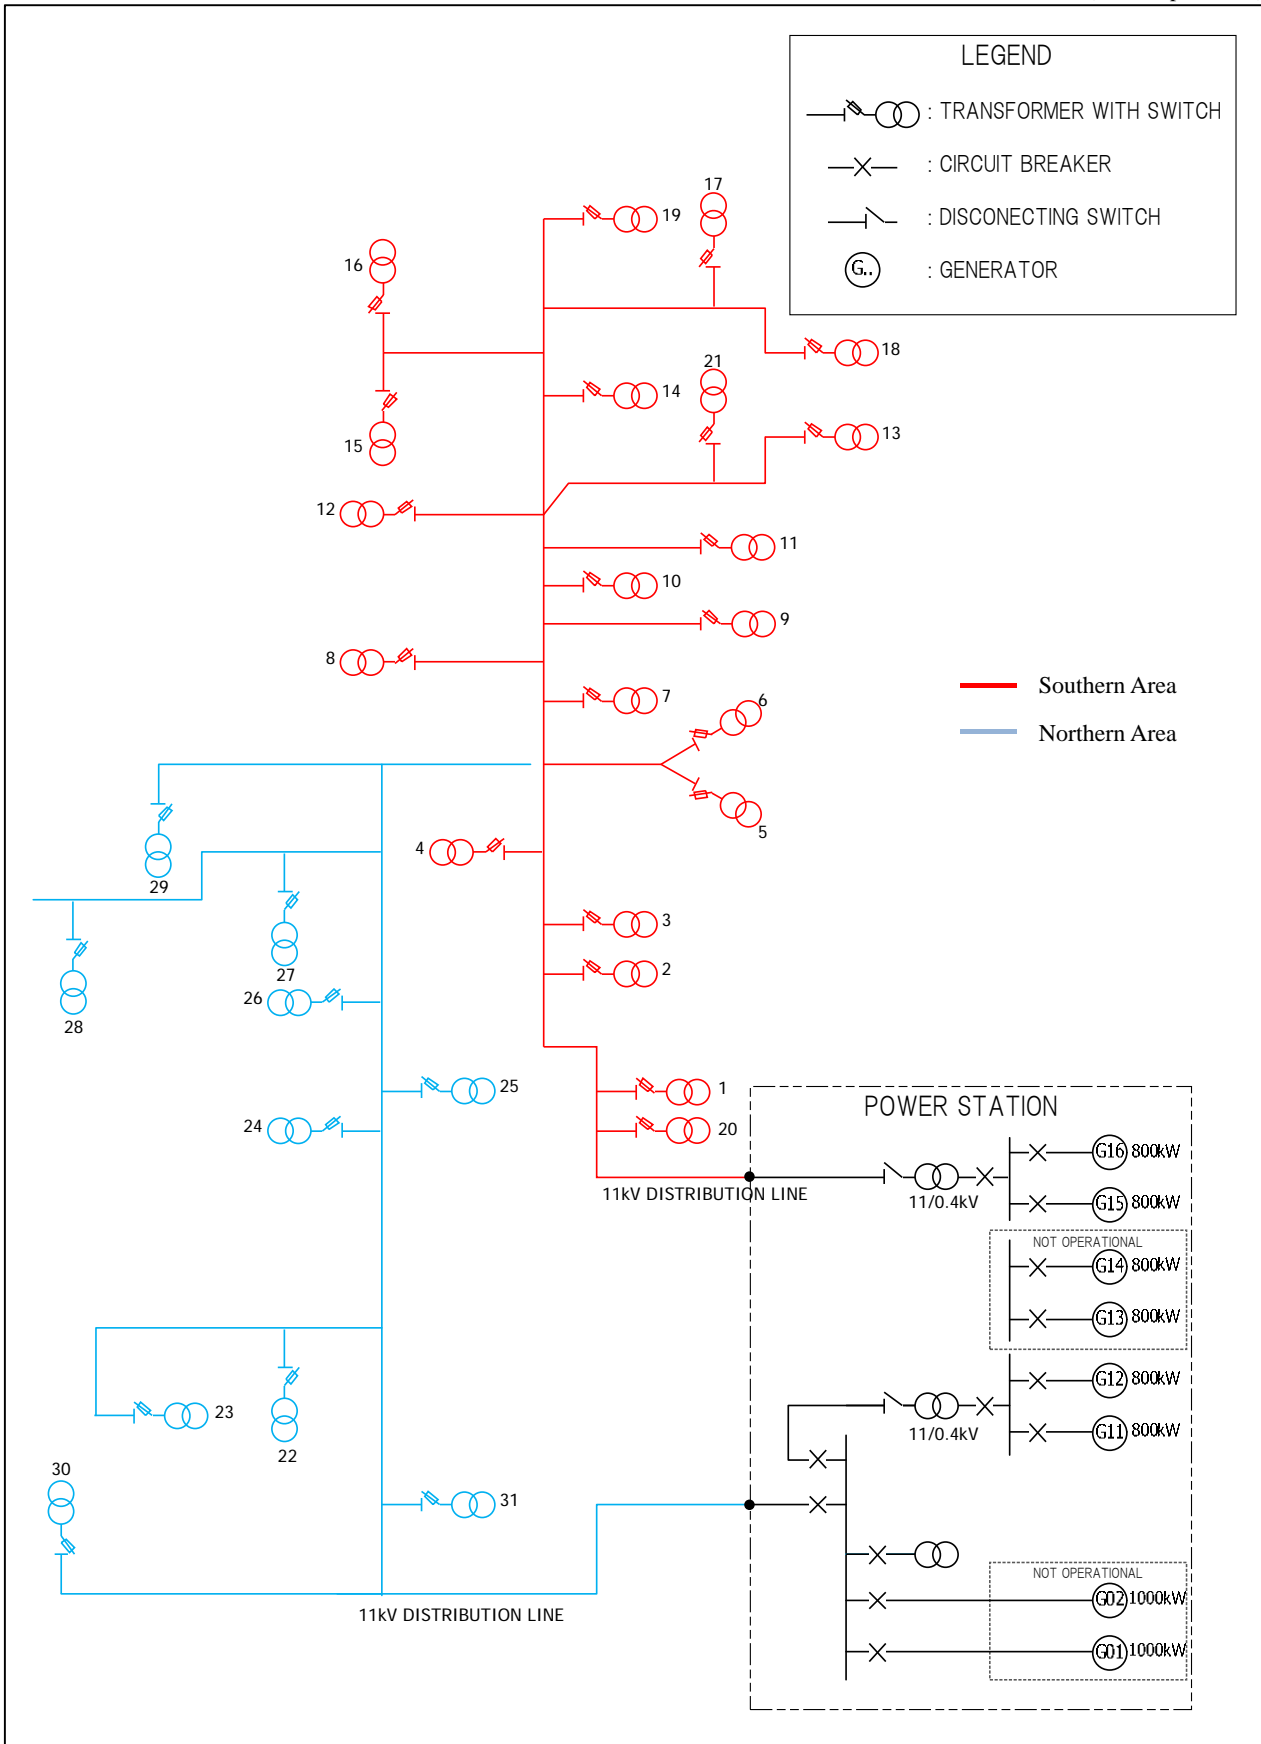 LEGEND
: TRANSFORMER WITH SWITCH
: CIRCUIT BREAKER
: DISCONECTING SWITCH
G.. : GENERATOR
17
19
16
18
21
14
13
15
12
11
10
9
8
7
6
Southern Area
Northern Area
5
4
29
3
27
2
26
28
25
1
24
20
POWER STATION
G16 800kW
11kV DISTRIBUTION LINE
11/0.4kV
G15 800kW
NOT OPERATIONAL
G14 800kW
G13 800kW
G12 800kW
23
11/0.4kV
G11 800kW
22
30
31
NOT OPERATIONAL
G02 1000kW
11kV DISTRIBUTION LINE
G01 1000kW